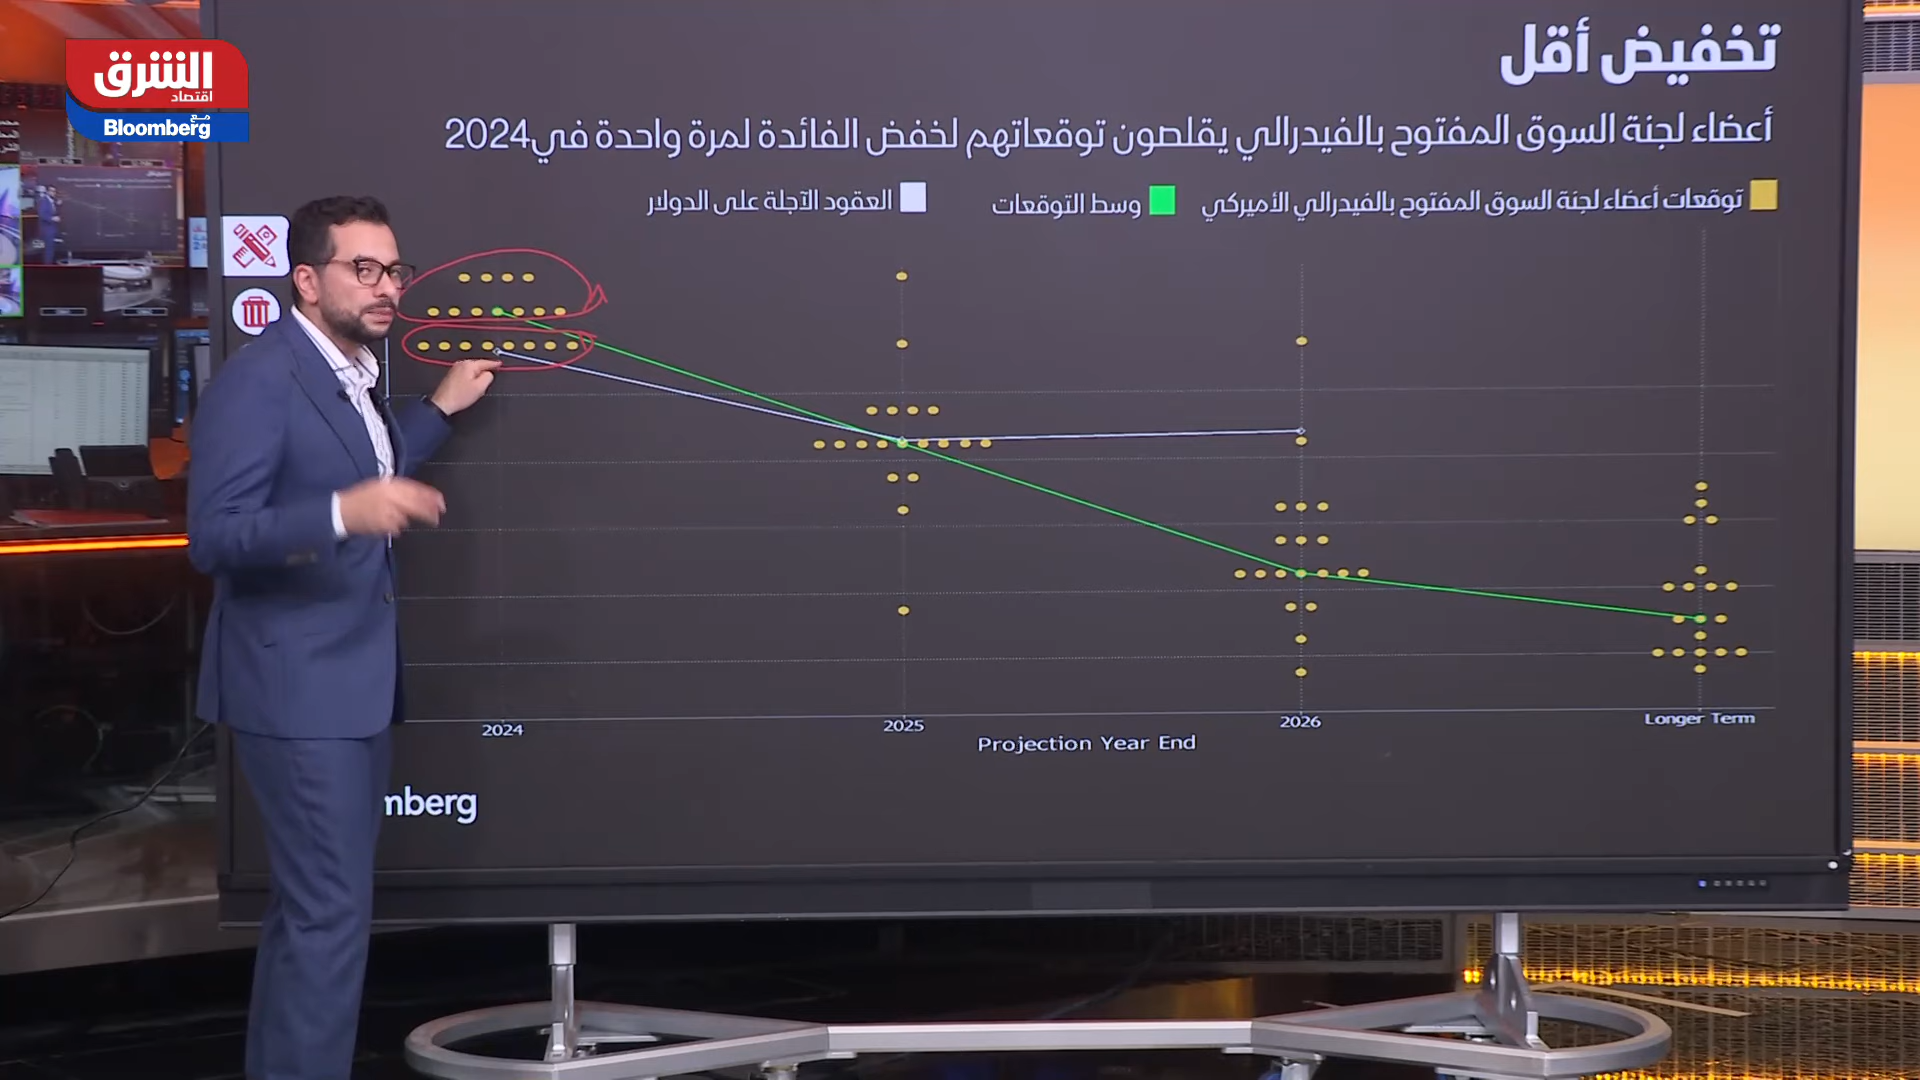 الشرق
اقتصاد
مع
Bloomberg
تخفيض أقل
أعضاء لجنة السوق المفتوح بالفيدرالي يقلصون توقعاتهم لخفض الفائدة لمرة واحدة في2024
توقعات أعضاء لجنة السوق المفتوح بالفيدرالي الأميركي
وسط التوقعات
العقود الآجلة على الدولار
2024 2025 2026 Longer Term
Projection Year End
mberg